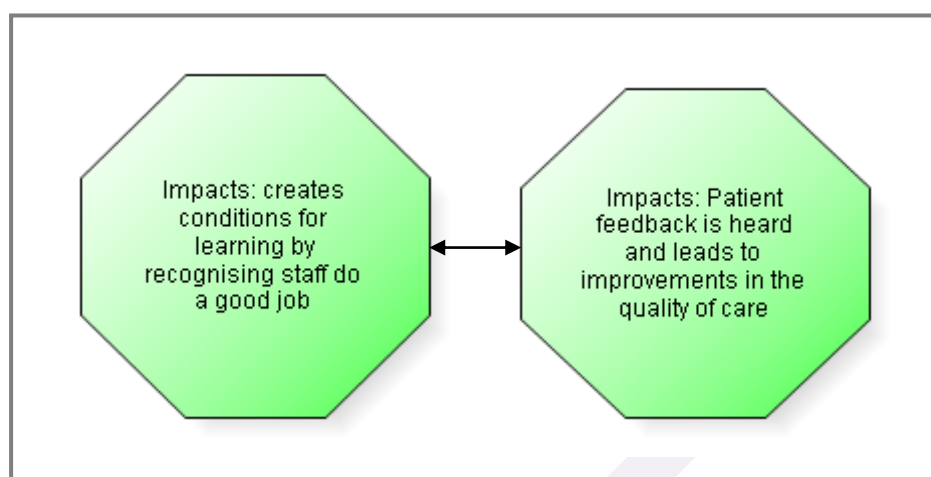 Impacts: creates
conditions for
learning by
recognising staff do
a good job
Impacts: Patient
feedback is heard
and leads to
improvements in the
quality of care